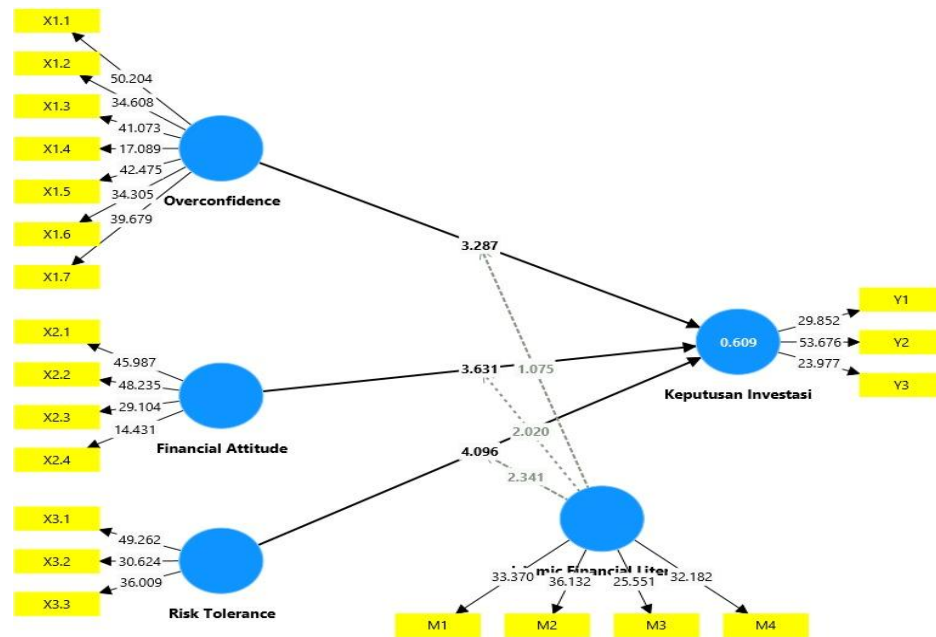 X1.1
X1.2
X1.3
X1.4
X1.5
X1.6
X1.7
50.204
34.608
41.073
17.089
42.475
34.305
39.679
Overconfidence
3.287
X2.1
X2.2
X2.3
X2.4
45.987
48.235
29.104
14.431
Financial Attitude
3.631
1.075
2.020
4.096
2.341
0.609
Keputusan Investasi
29.852
53.676
23.977
Y1
Y2
Y3
X3.1
X3.2
X3.3
49.262
30.624
36.009
Risk Tolerance
Financial
33.370
36.132
25.551
32.182
M1
M2
M3
M4